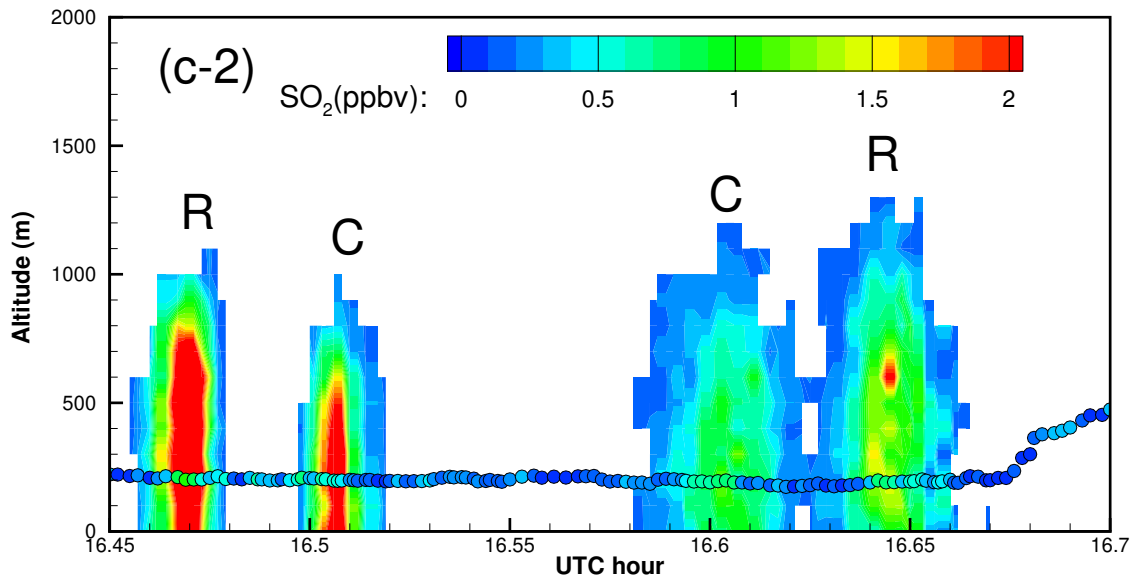 2000
(c-2)
SO2(ppbv):
0 0.5 1 1.5 2
1500
R
C
C
R
1000
Altitude (m)
500
0
16.45 16.5 16.55 16.6 16.65 16.7
UTC hour